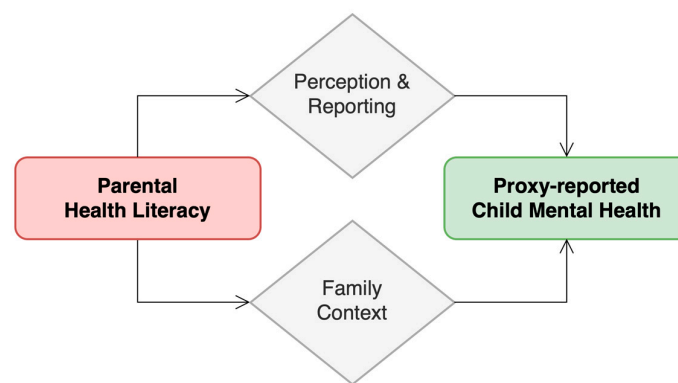 Perception &
Reporting
Parental
Health Literacy
Proxy-reported
Child Mental Health
Family
Context